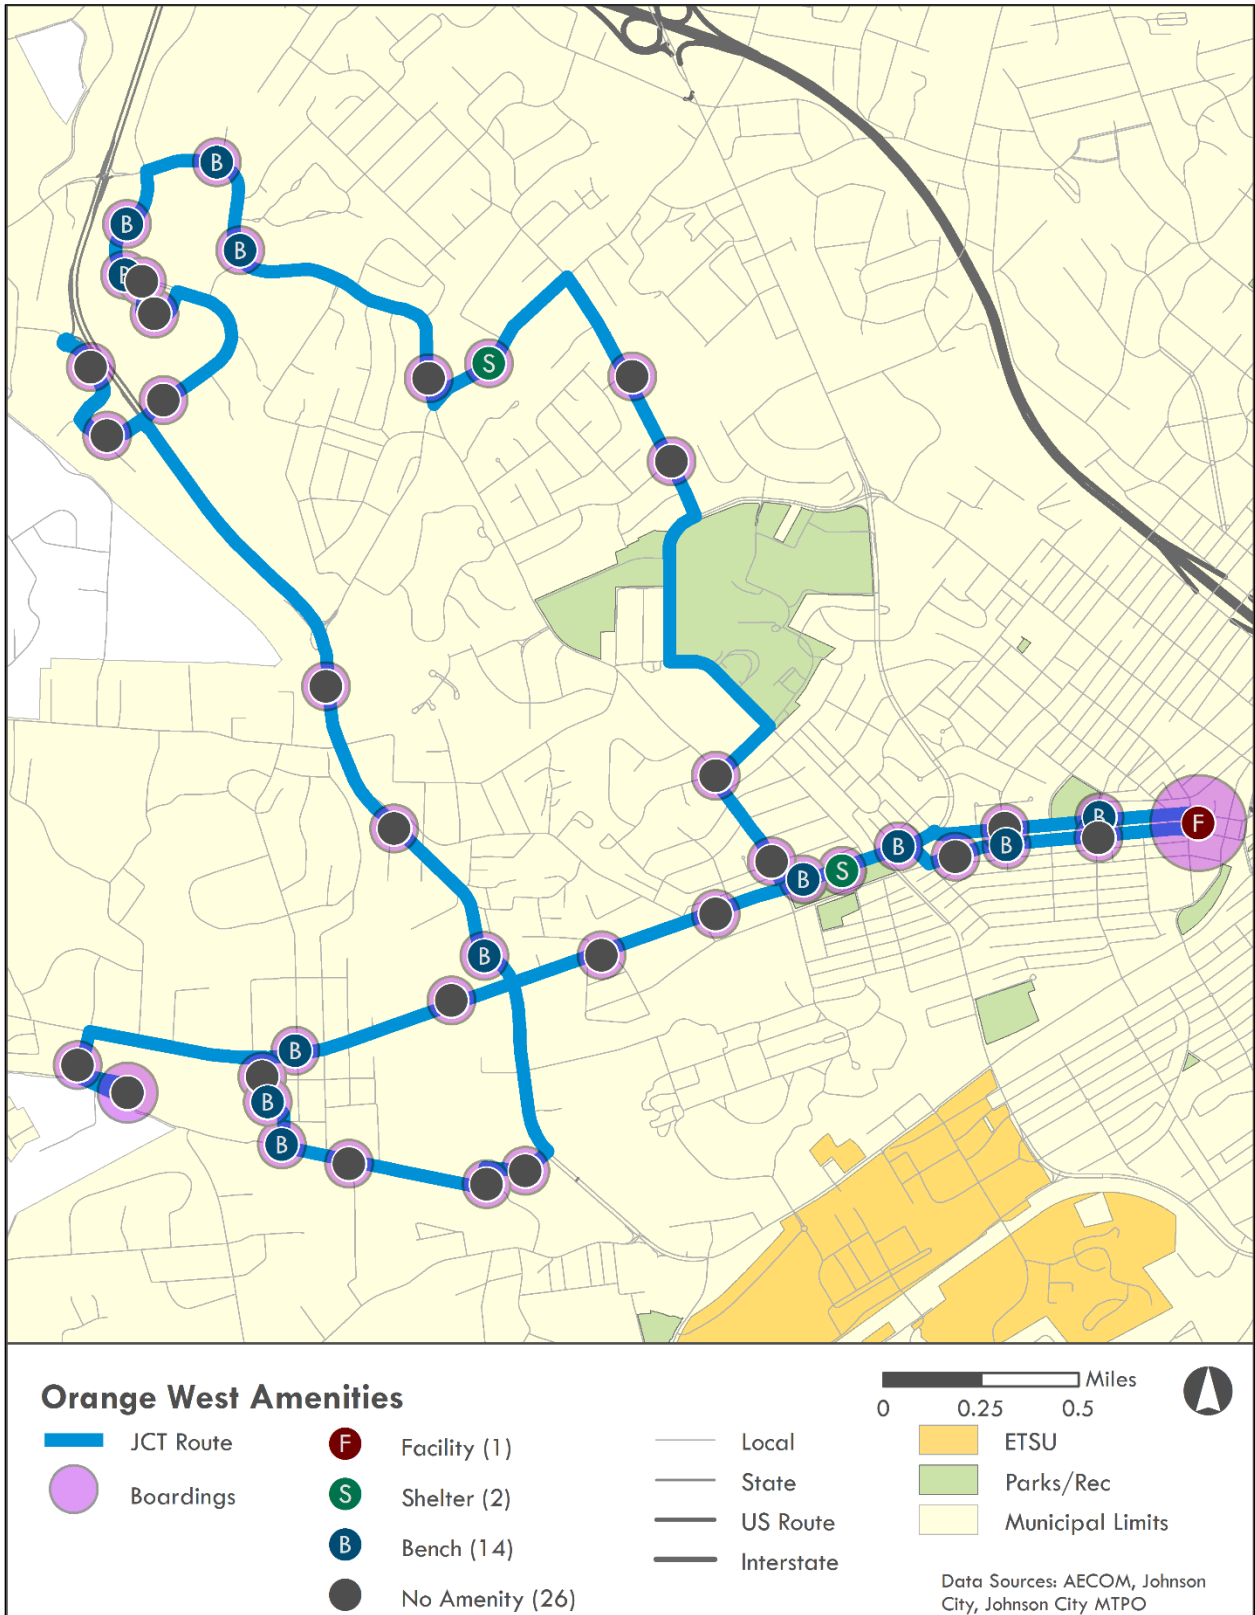 B
B
B
B
S
B
F
B
B
B
S
B
B
B
B
Orange West Amenities
JCT Route
Boardings
F Facility (1)
S Shelter (2)
B Bench (14)
No Amenity (26)
Local
State
US Route
Interstate
Miles
0 0.25 0.5
ETSU
Parks/Rec
Municipal Limits
Data Sources: AECOM, Johnson
City, Johnson City MTPO